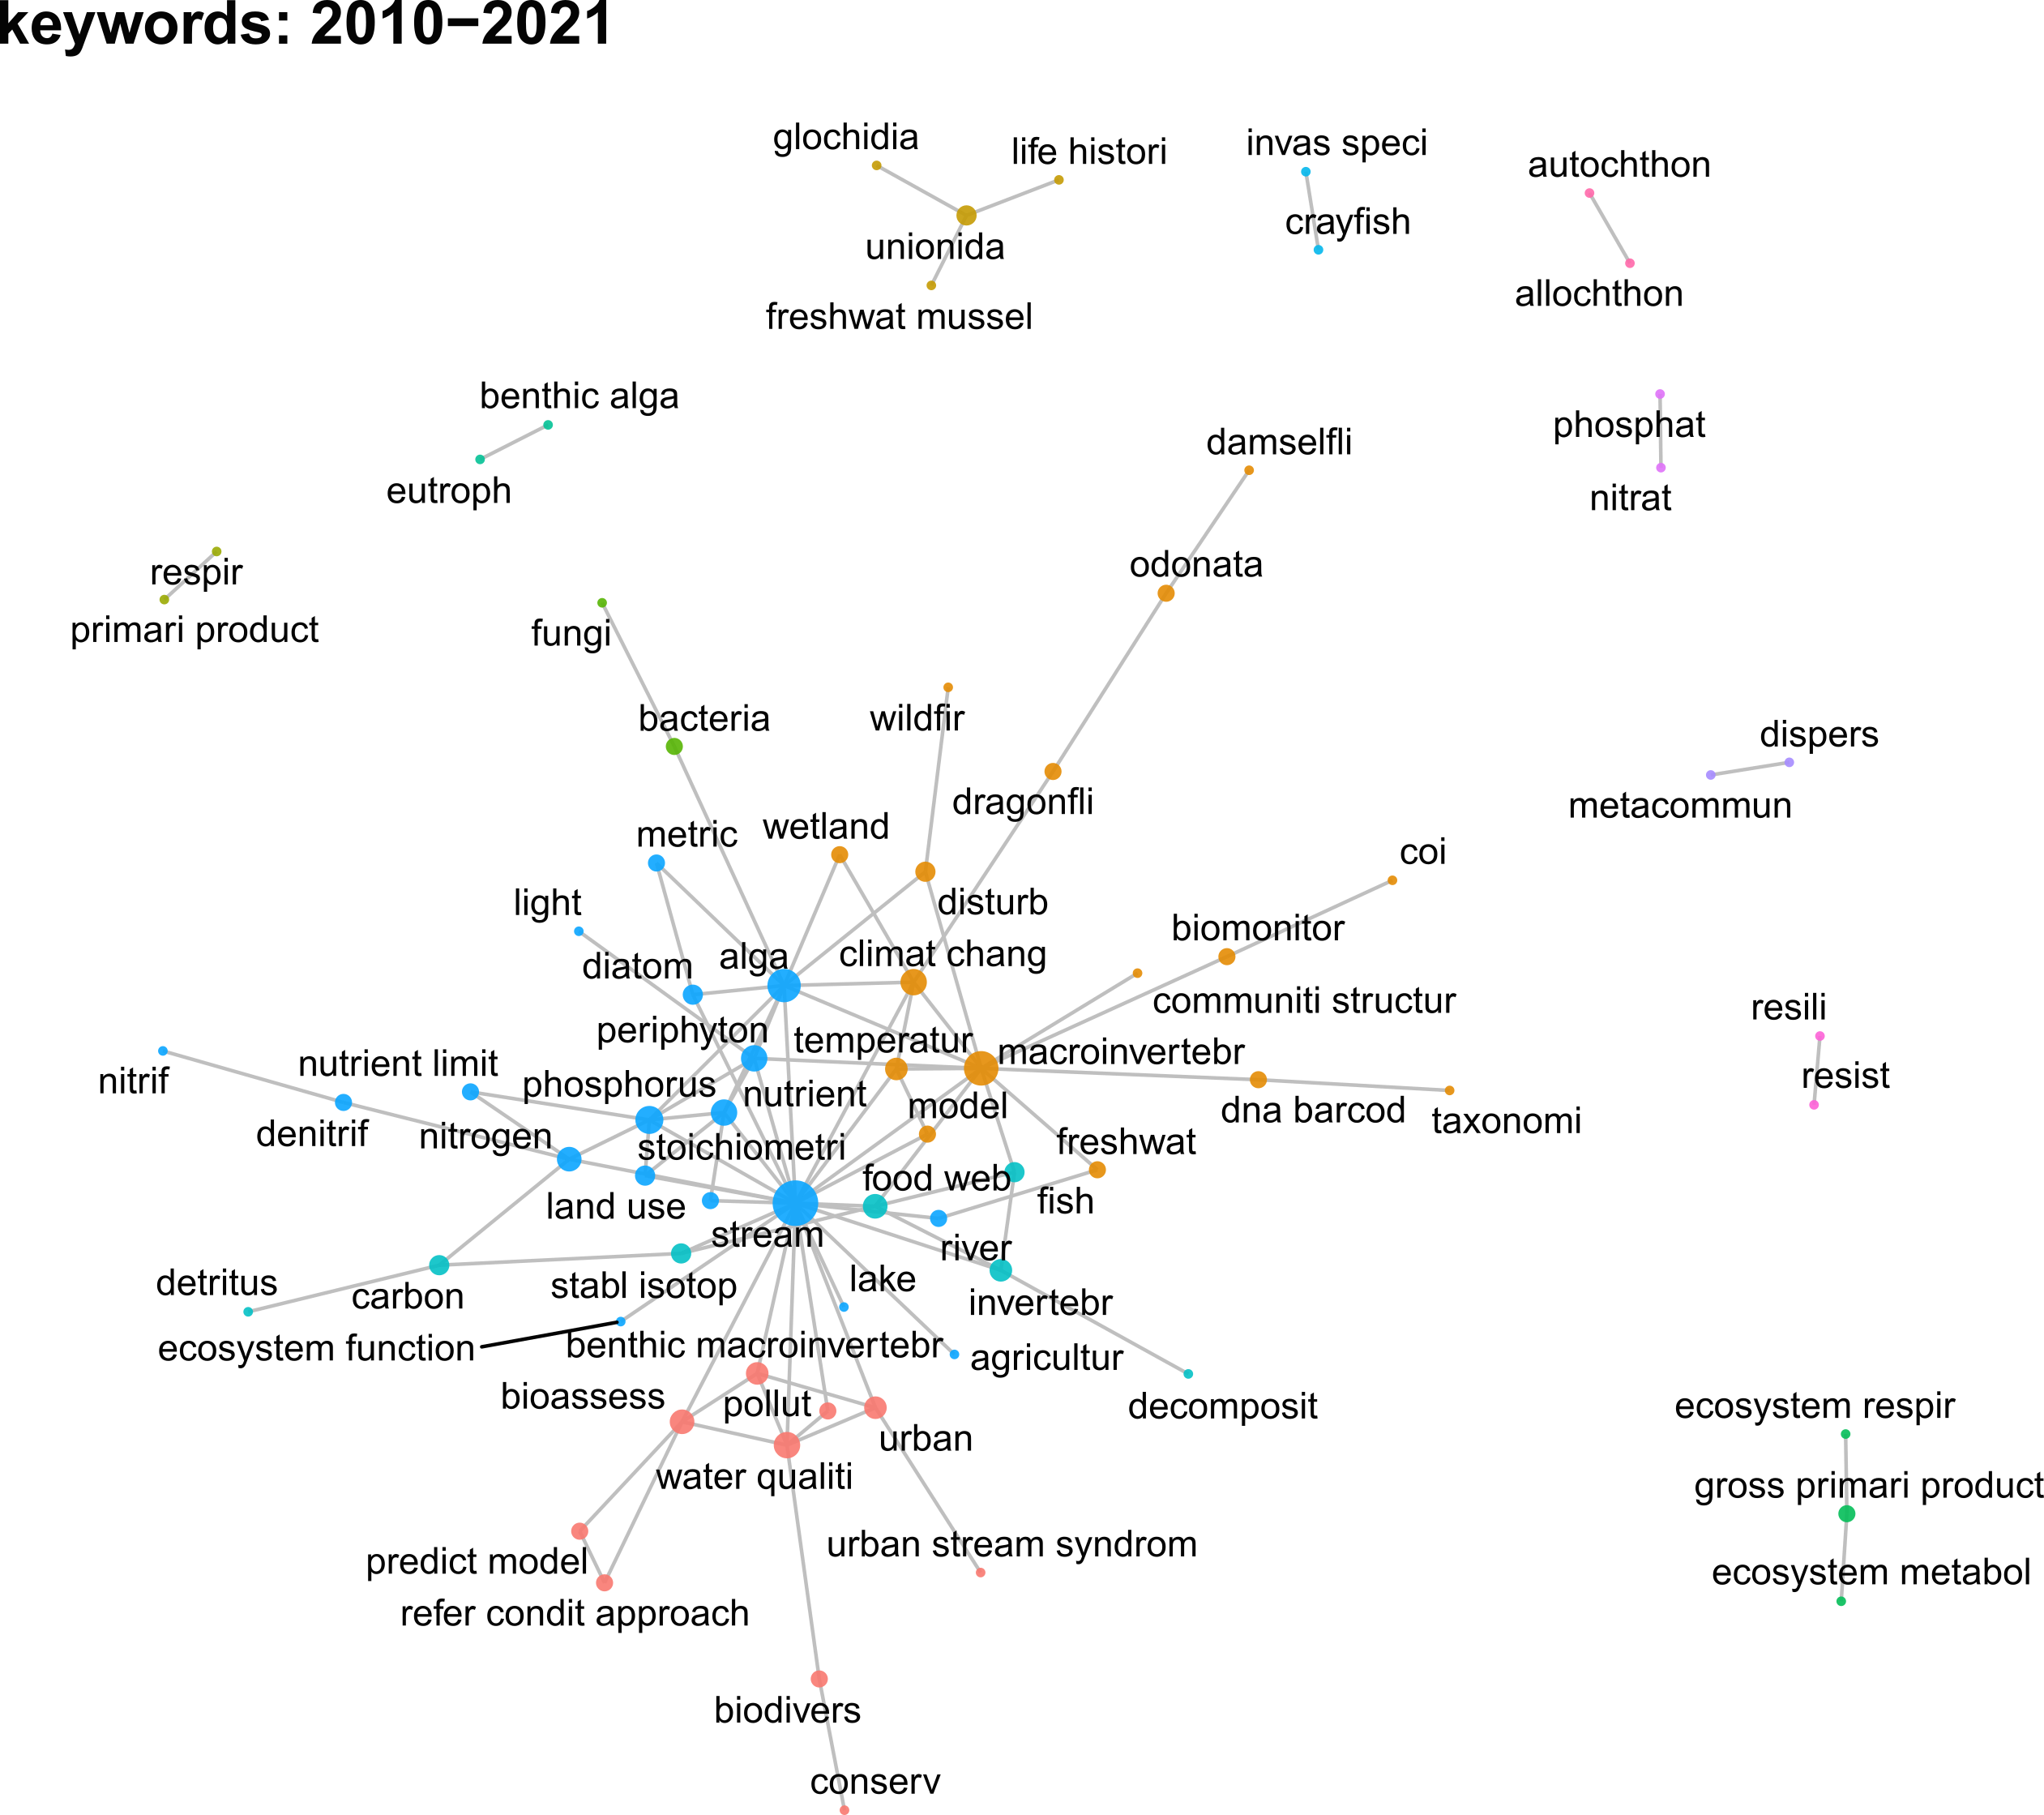 keywords: 2010−2021
glochidia
life histori
invas speci
autochthon
crayfish
unionida
allochthon
freshwat mussel
benthic alga
phosphat
damselfli
eutroph
nitrat
respir
odonata
primari product
fungi
bacteria
wildfir
dispers
dragonfli
metacommun
metric
wetland
coi
light
disturb
biomonitor
alga
climat chang
diatom
communiti structur
resili
periphyton
temperatur
macroinvertebr
nutrient limit
nitrif
resist
phosphorus
nutrient
model
dna barcod
taxonomi
denitrif
nitrogen
stoichiometri
freshwat
food web
land use
fish
stream
river
detritus
stabl isotop
lake
carbon
invertebr
ecosystem function
benthic macroinvertebr
agricultur
bioassess
pollut
decomposit
ecosystem respir
urban
water qualiti
gross primari product
predict model
urban stream syndrom
ecosystem metabol
refer condit approach
biodivers
conserv